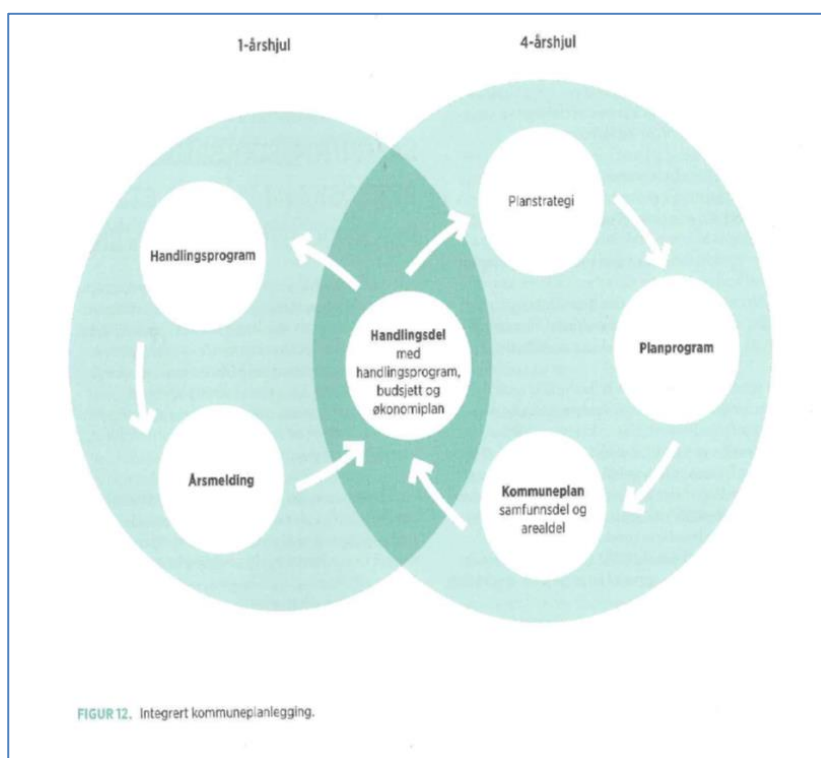 1-årshjul
4-årshjul
Planstrategi
Handlingsprogram
Planprogram
Handlingsdel
med
handlingsprogram,
budsjett og
økonomiplan
Årsmelding
Kommuneplan
samfunnsdel og
arealdel
FIGUR 12. Integrert kommuneplanlegging.